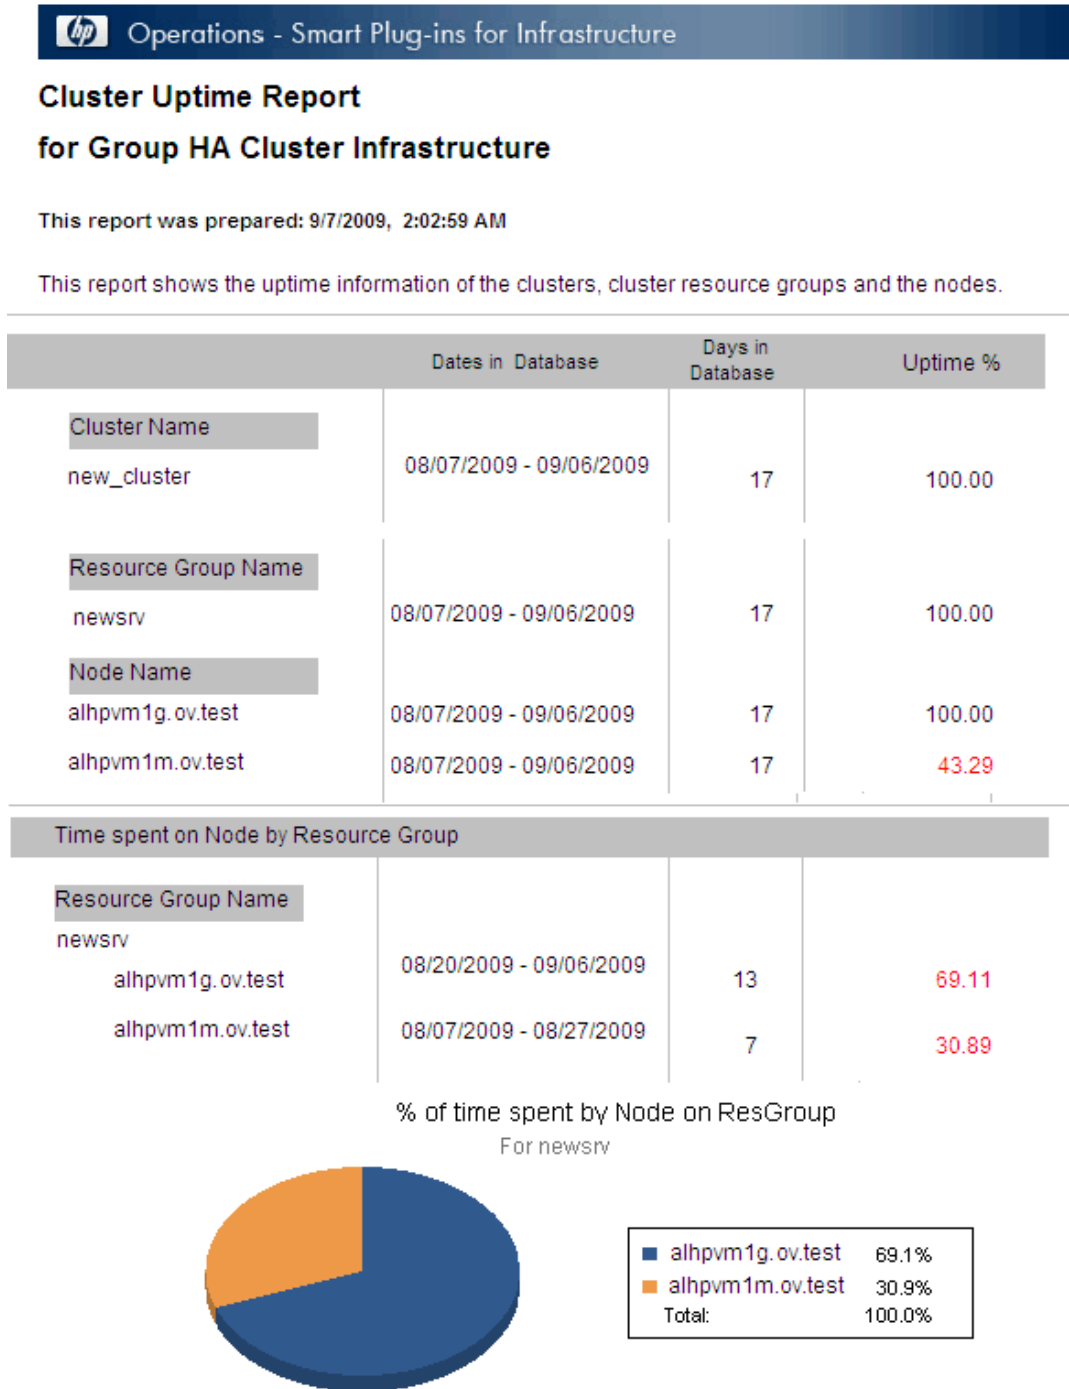 hp Operations - Smart Plug-ins for Infrastructure
Cluster Uptime Report
for Group HA Cluster Infrastructure
This report was prepared: 9/7/2009, 2:02:59 AM
This report shows the uptime information of the clusters, cluster resource groups and the nodes.
Dates in Database Days in Database Uptime %
Cluster Name
new_cluster 08/07/2009 - 09/06/2009 17 100.00
Resource Group Name
newsrv 08/07/2009 - 09/06/2009 17 100.00
Node Name
alhpvm1g.ov.test 08/07/2009 - 09/06/2009 17 100.00
alhpvm1m.ov.test 08/07/2009 - 09/06/2009 17 43.29
Time spent on Node by Resource Group
Resource Group Name
newsrv
alhpvm1g.ov.test 08/20/2009 - 09/06/2009 13 69.11
alhpvm1m.ov.test 08/07/2009 - 08/27/2009 7 30.89
% of time spent by Node on ResGroup
For newsrv
alhpvm1g.ov.test 69.1%
alhpvm1m.ov.test 30.9%
Total: 100.0%